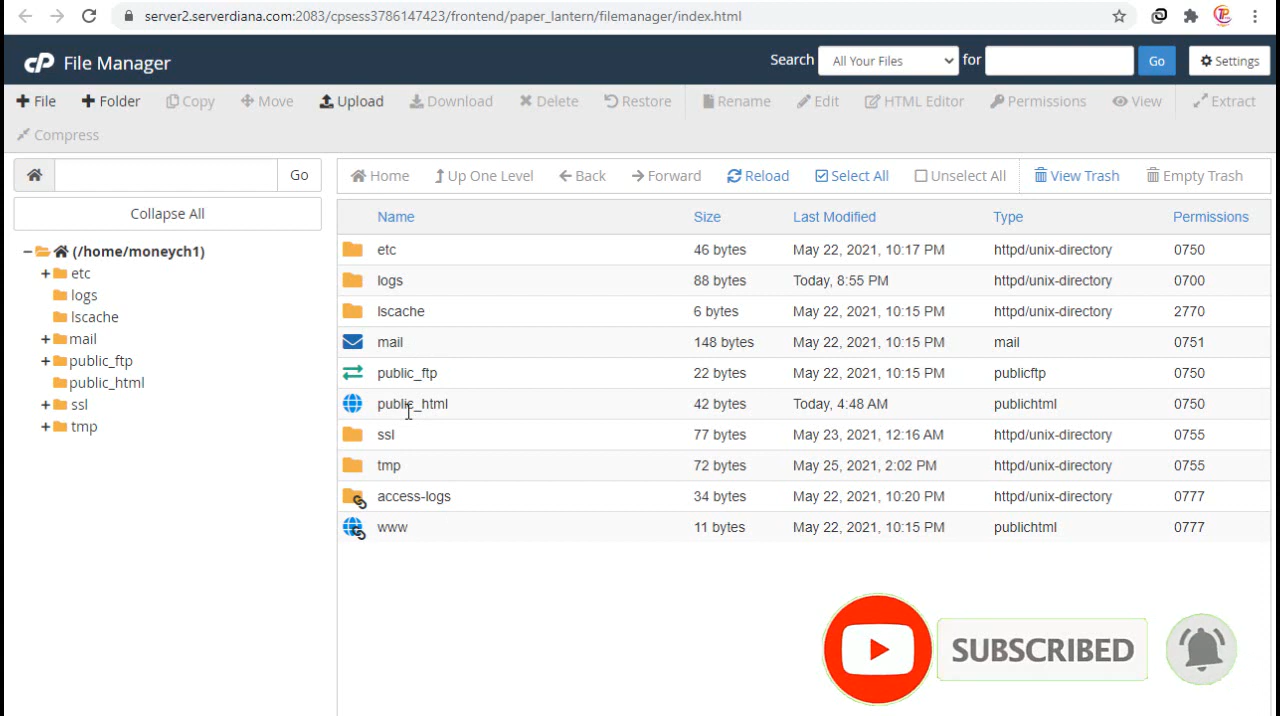 server2.serverdiana.com:2083/cpsess3786147423/frontend/paper_lantern/filemanager/index.html
cP File Manager
Search All Your Files for Go Settings
File Folder Copy Move Upload Download Delete Restore Rename Edit HTML Editor Permissions View Extract
Compress
Go Home Up One Level Back Forward Reload Select All Unselect All View Trash Empty Trash
Collapse All
(/home/moneych1)
etc
logs
lscache
mail
public_ftp
public_html
ssl
tmp
Name Size Last Modified Type Permissions
etc 46 bytes May 22, 2021, 10:17 PM httpd/unix-directory 0750
logs 88 bytes Today, 8:55 PM httpd/unix-directory 0700
lscache 6 bytes May 22, 2021, 10:15 PM httpd/unix-directory 2770
mail 148 bytes May 22, 2021, 10:15 PM mail 0751
public_ftp 22 bytes May 22, 2021, 10:15 PM publicftp 0750
public_html 42 bytes Today, 4:48 AM publichtml 0750
ssl 77 bytes May 23, 2021, 12:16 AM httpd/unix-directory 0755
tmp 72 bytes May 25, 2021, 2:02 PM httpd/unix-directory 0755
access-logs 34 bytes May 22, 2021, 10:20 PM httpd/unix-directory 0777
www 11 bytes May 22, 2021, 10:15 PM publichtml 0777
SUBSCRIBED